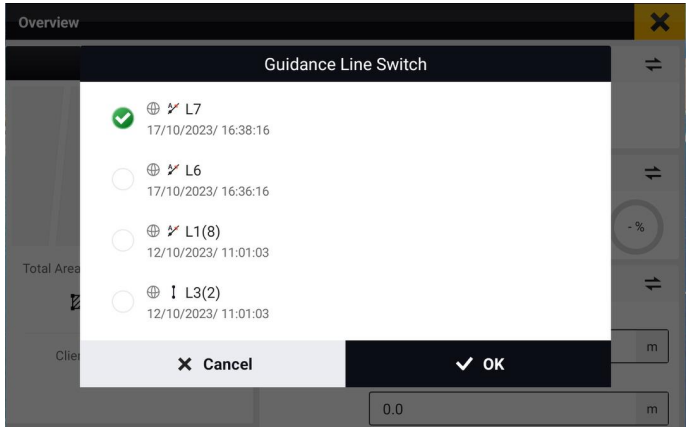 Overview
Guidance Line Switch
L7
17/10/2023/ 16:38:16
L6
17/10/2023/ 16:36:16
L1(8)
12/10/2023/ 11:01:03
L3(2)
12/10/2023/ 11:01:03
Cancel
OK
- %
Total Area
Clie
m
0.0
m